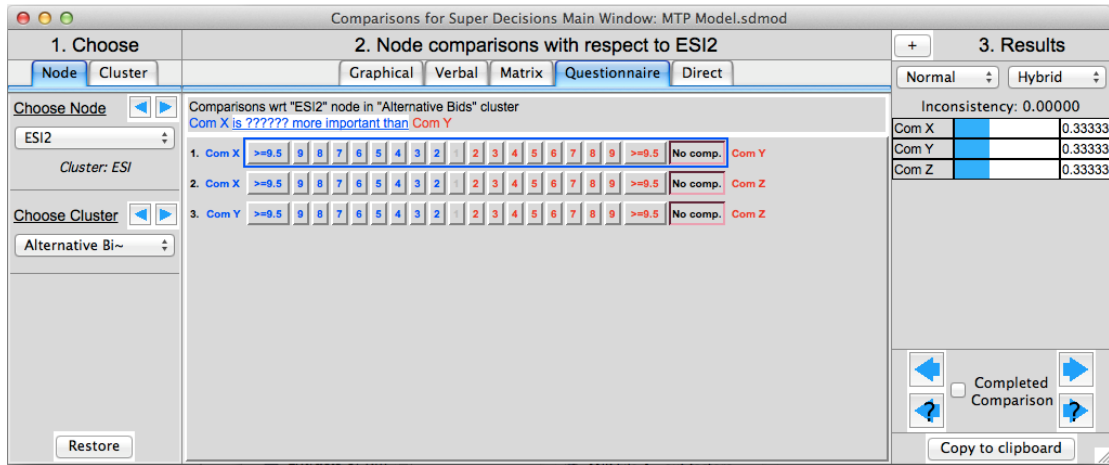 Comparisons for Super Decisions Main Window: MTP Model.sdmod
1. Choose
Node Cluster
Choose Node
ESI2
Cluster: ESI
Choose Cluster
Alternative Bi~
Restore
2. Node comparisons with respect to ESI2
Graphical Verbal Matrix Questionnaire Direct
Comparisons wrt "ESI2" node in "Alternative Bids" cluster
Com X is ?????? more important than Com Y
1. Com X >=9.5 9 8 7 6 5 4 3 2 1 2 3 4 5 6 7 8 9 >=9.5 No comp. Com Y
2. Com X >=9.5 9 8 7 6 5 4 3 2 1 2 3 4 5 6 7 8 9 >=9.5 No comp. Com Z
3. Com Y >=9.5 9 8 7 6 5 4 3 2 1 2 3 4 5 6 7 8 9 >=9.5 No comp. Com Z
+ 3. Results
Normal Hybrid
Inconsistency: 0.00000
Com X 0.33333
Com Y 0.33333
Com Z 0.33333
Completed
Comparison
? ?
Copy to clipboard